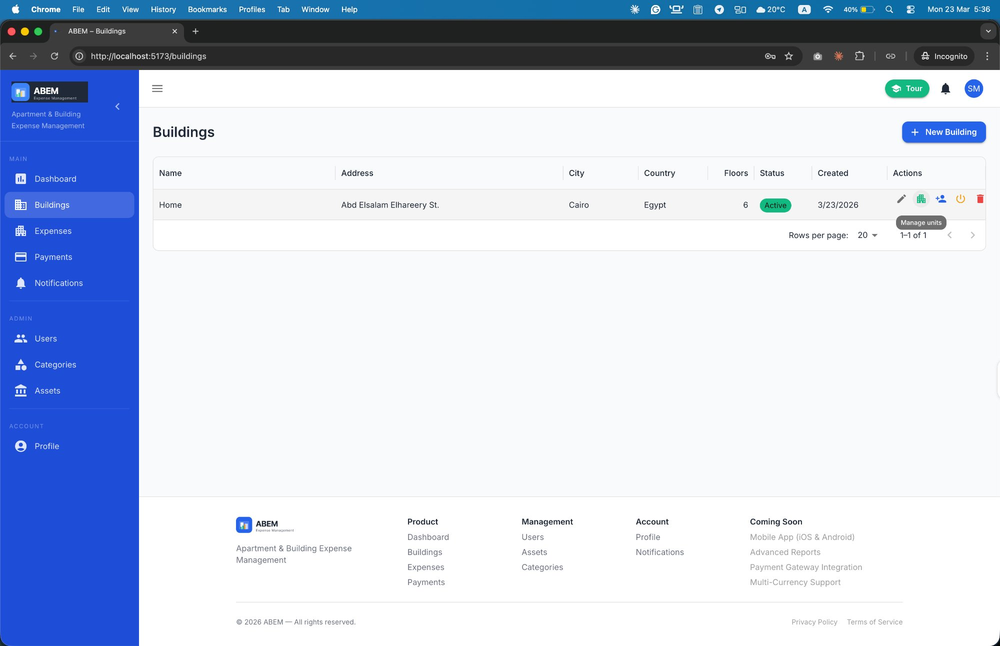 Chrome File Edit View History Bookmarks Profiles Tab Window Help 20°C A 40% Mon 23 Mar 5:36
ABEM – Buildings
http://localhost:5173/buildings
Incognito
ABEM
Expense Management
Apartment & Building
Expense Management
MAIN
Dashboard
Buildings
Expenses
Payments
Notifications
ADMIN
Users
Categories
Assets
ACCOUNT
Profile
Tour
SM
Buildings
New Building
Name Address City Country Floors Status Created Actions
Home Abd Elsalam Elhareery St. Cairo Egypt 6 Active 3/23/2026
Manage units
Rows per page: 20 1–1 of 1
ABEM
Expense Management
Apartment & Building Expense
Management
Product
Dashboard
Buildings
Expenses
Payments
Management
Users
Assets
Categories
Account
Profile
Notifications
Coming Soon
Mobile App (iOS & Android)
Advanced Reports
Payment Gateway Integration
Multi-Currency Support
© 2026 ABEM — All rights reserved.
Privacy Policy Terms of Service